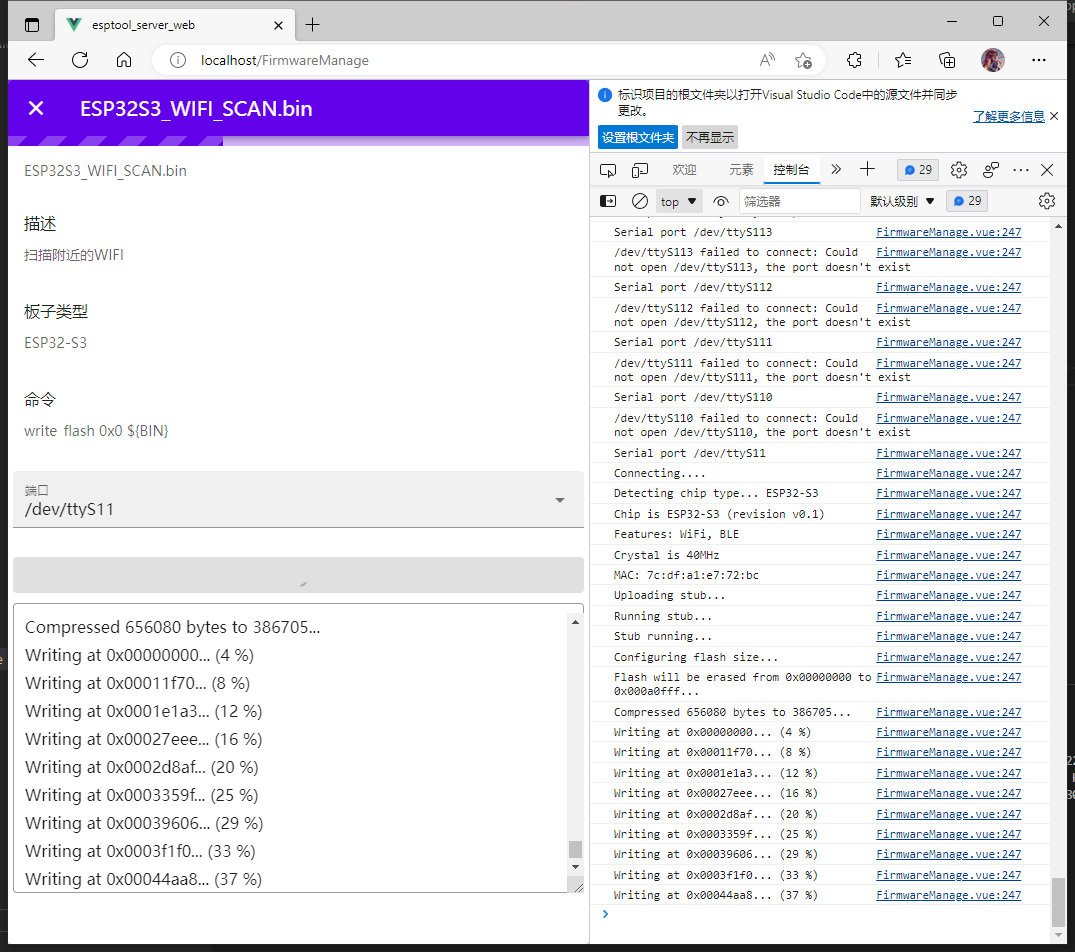 esptool_server_web
localhost/FirmwareManage
ESP32S3_WIFI_SCAN.bin
ESP32S3_WIFI_SCAN.bin
描述
扫描附近的WIFI
板子类型
ESP32-S3
命令
write flash 0x0 ${BIN}
端口
/dev/ttyS11
Compressed 656080 bytes to 386705...
Writing at 0x00000000... (4 %)
Writing at 0x00011f70... (8 %)
Writing at 0x0001e1a3... (12 %)
Writing at 0x00027eee... (16 %)
Writing at 0x0002d8af... (20 %)
Writing at 0x0003359f... (25 %)
Writing at 0x00039606... (29 %)
Writing at 0x0003f1f0... (33 %)
Writing at 0x00044aa8... (37 %)
标识项目的根文件夹以打开Visual Studio Code中的源文件并同步
更改。
了解更多信息
设置根文件夹 不再显示
欢迎 元素 控制台 29
top 筛选器 默认级别 29
Serial port /dev/ttyS113 FirmwareManage.vue:247
/dev/ttyS113 failed to connect: Could FirmwareManage.vue:247
not open /dev/ttyS113, the port doesn't exist
Serial port /dev/ttyS112 FirmwareManage.vue:247
/dev/ttyS112 failed to connect: Could FirmwareManage.vue:247
not open /dev/ttyS112, the port doesn't exist
Serial port /dev/ttyS111 FirmwareManage.vue:247
/dev/ttyS111 failed to connect: Could FirmwareManage.vue:247
not open /dev/ttyS111, the port doesn't exist
Serial port /dev/ttyS110 FirmwareManage.vue:247
/dev/ttyS110 failed to connect: Could FirmwareManage.vue:247
not open /dev/ttyS110, the port doesn't exist
Serial port /dev/ttyS11 FirmwareManage.vue:247
Connecting.... FirmwareManage.vue:247
Detecting chip type... ESP32-S3 FirmwareManage.vue:247
Chip is ESP32-S3 (revision v0.1) FirmwareManage.vue:247
Features: WiFi, BLE FirmwareManage.vue:247
Crystal is 40MHz FirmwareManage.vue:247
MAC: 7c:df:a1:e7:72:bc FirmwareManage.vue:247
Uploading stub... FirmwareManage.vue:247
Running stub... FirmwareManage.vue:247
Stub running... FirmwareManage.vue:247
Configuring flash size... FirmwareManage.vue:247
Flash will be erased from 0x00000000 to FirmwareManage.vue:247
0x000a0fff...
Compressed 656080 bytes to 386705... FirmwareManage.vue:247
Writing at 0x00000000... (4 %) FirmwareManage.vue:247
Writing at 0x00011f70... (8 %) FirmwareManage.vue:247
Writing at 0x0001e1a3... (12 %) FirmwareManage.vue:247
Writing at 0x00027eee... (16 %) FirmwareManage.vue:247
Writing at 0x0002d8af... (20 %) FirmwareManage.vue:247
Writing at 0x0003359f... (25 %) FirmwareManage.vue:247
Writing at 0x00039606... (29 %) FirmwareManage.vue:247
Writing at 0x0003f1f0... (33 %) FirmwareManage.vue:247
Writing at 0x00044aa8... (37 %) FirmwareManage.vue:247